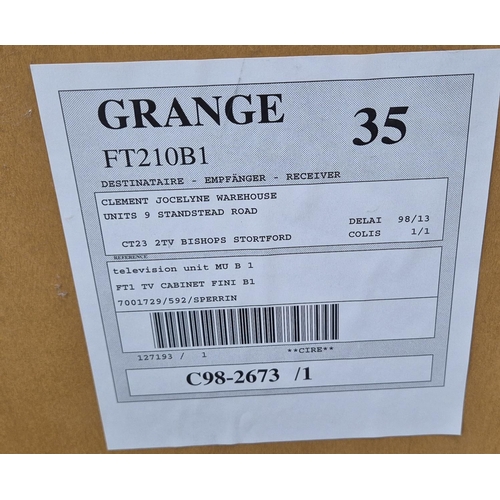 GRANGE 35
FT210B1
DESTINATAIRE - EMPFÄNGER - RECEIVER
CLEMENT JOCELYNE WAREHOUSE
UNITS 9 STANDSTEAD ROAD
DELAI 98/13
CT23 2TV BISHOPS STORTFORD COLIS 1/1
REFERENCE
television unit MU B 1
FT1 TV CABINET FINI B1
7001729/592/SPERRIN
127193 / 1 **CIRE**
C98-2673 /1